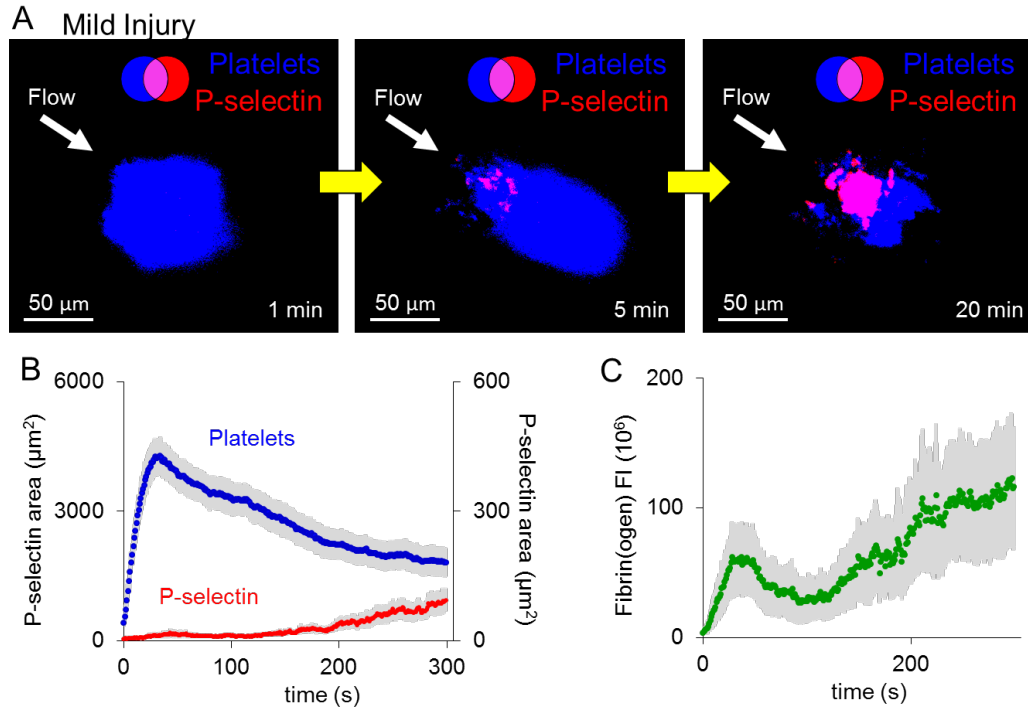 A
Mild Injury
Platelets
P-selectin
Flow
50 µm
1 min
Platelets
P-selectin
Flow
50 µm
5 min
Platelets
P-selectin
Flow
50 µm
20 min
B
P-selectin area (µm²)
6000
3000
0
Platelets
P-selectin
600
300
0
P-selectin area (µm²)
0
100
200
300
time (s)
C
Fibrin(ogen) FI (10⁶)
200
100
0
0
200
time (s)